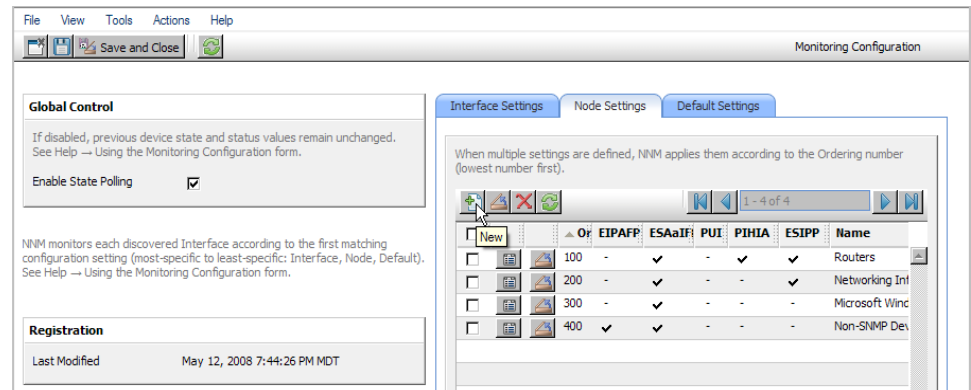 File View Tools Actions Help
Save and Close
Monitoring Configuration
Global Control
If disabled, previous device state and status values remain unchanged.
See Help → Using the Monitoring Configuration form.
Enable State Polling
NNM monitors each discovered Interface according to the first matching
configuration setting (most-specific to least-specific: Interface, Node, Default).
See Help → Using the Monitoring Configuration form.
Registration
Last Modified May 12, 2008 7:44:26 PM MDT
Interface Settings Node Settings Default Settings
When multiple settings are defined, NNM applies them according to the Ordering number
(lowest number first).
1 - 4 of 4
New
Or EIPAFP ESAaIF PUI PIHIA ESIPP Name
100 - ✔ - ✔ ✔ Routers
200 - ✔ - - ✔ Networking Inf
300 - ✔ - - - Microsoft Wind
400 ✔ ✔ - - - Non-SNMP Dev